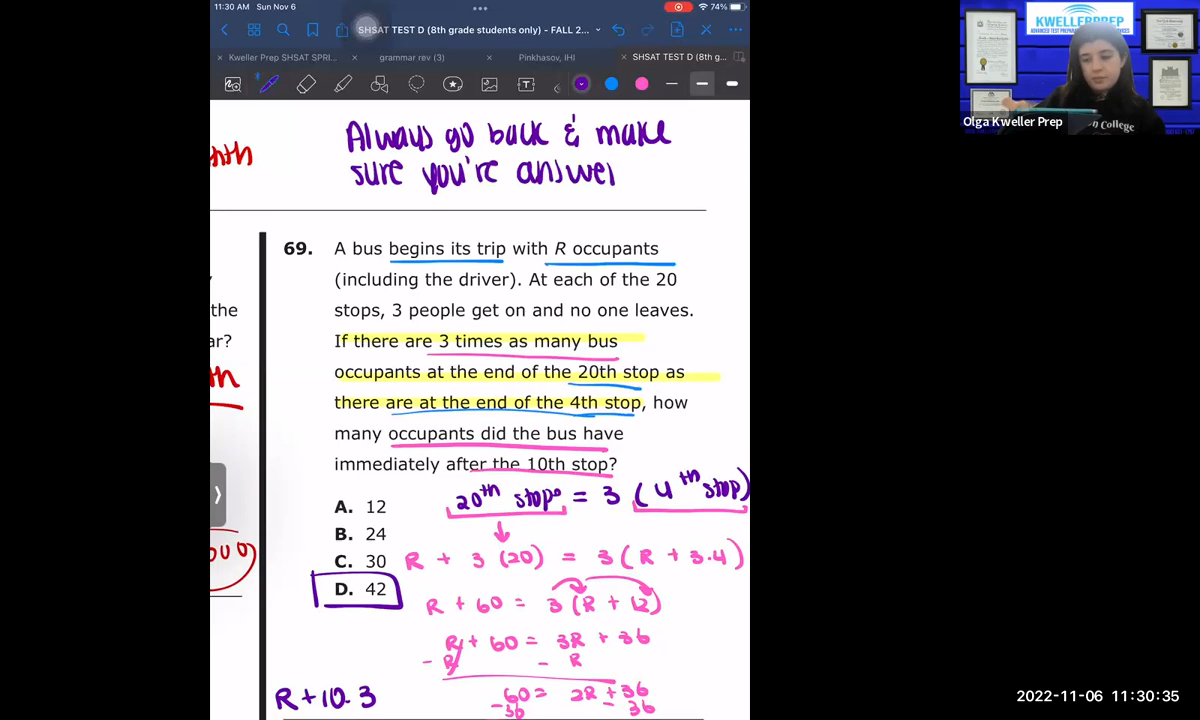 11:30 AM Sun Nov 6
74%
SHSAT TEST D (8th grade students only) - FALL 2...
Kweller Prep SHSAT SPRI...
grammar rev (3)
Pinkhasov, IHI
SHSAT TEST D (8th g...
KWELLERPREP
Olga Kweller Prep
College
Always go back & make
sure you're answer
nth
69. A bus begins its trip with R occupants
(including the driver). At each of the 20
stops, 3 people get on and no one leaves.
If there are 3 times as many bus
occupants at the end of the 20th stop as
there are at the end of the 4th stop, how
many occupants did the bus have
immediately after the 10th stop?
the
ar?
th
A. 12
B. 24
C. 30
D. 42
20th stop = 3 (4th stop)
R + 3 (20) = 3 (R + 3.4)
R + 60 = 3 (R + 12)
R + 60 = 3R + 36
- R - R
60 = 2R + 36
-36 - 36
R + 10.3
2022-11-06 11:30:35